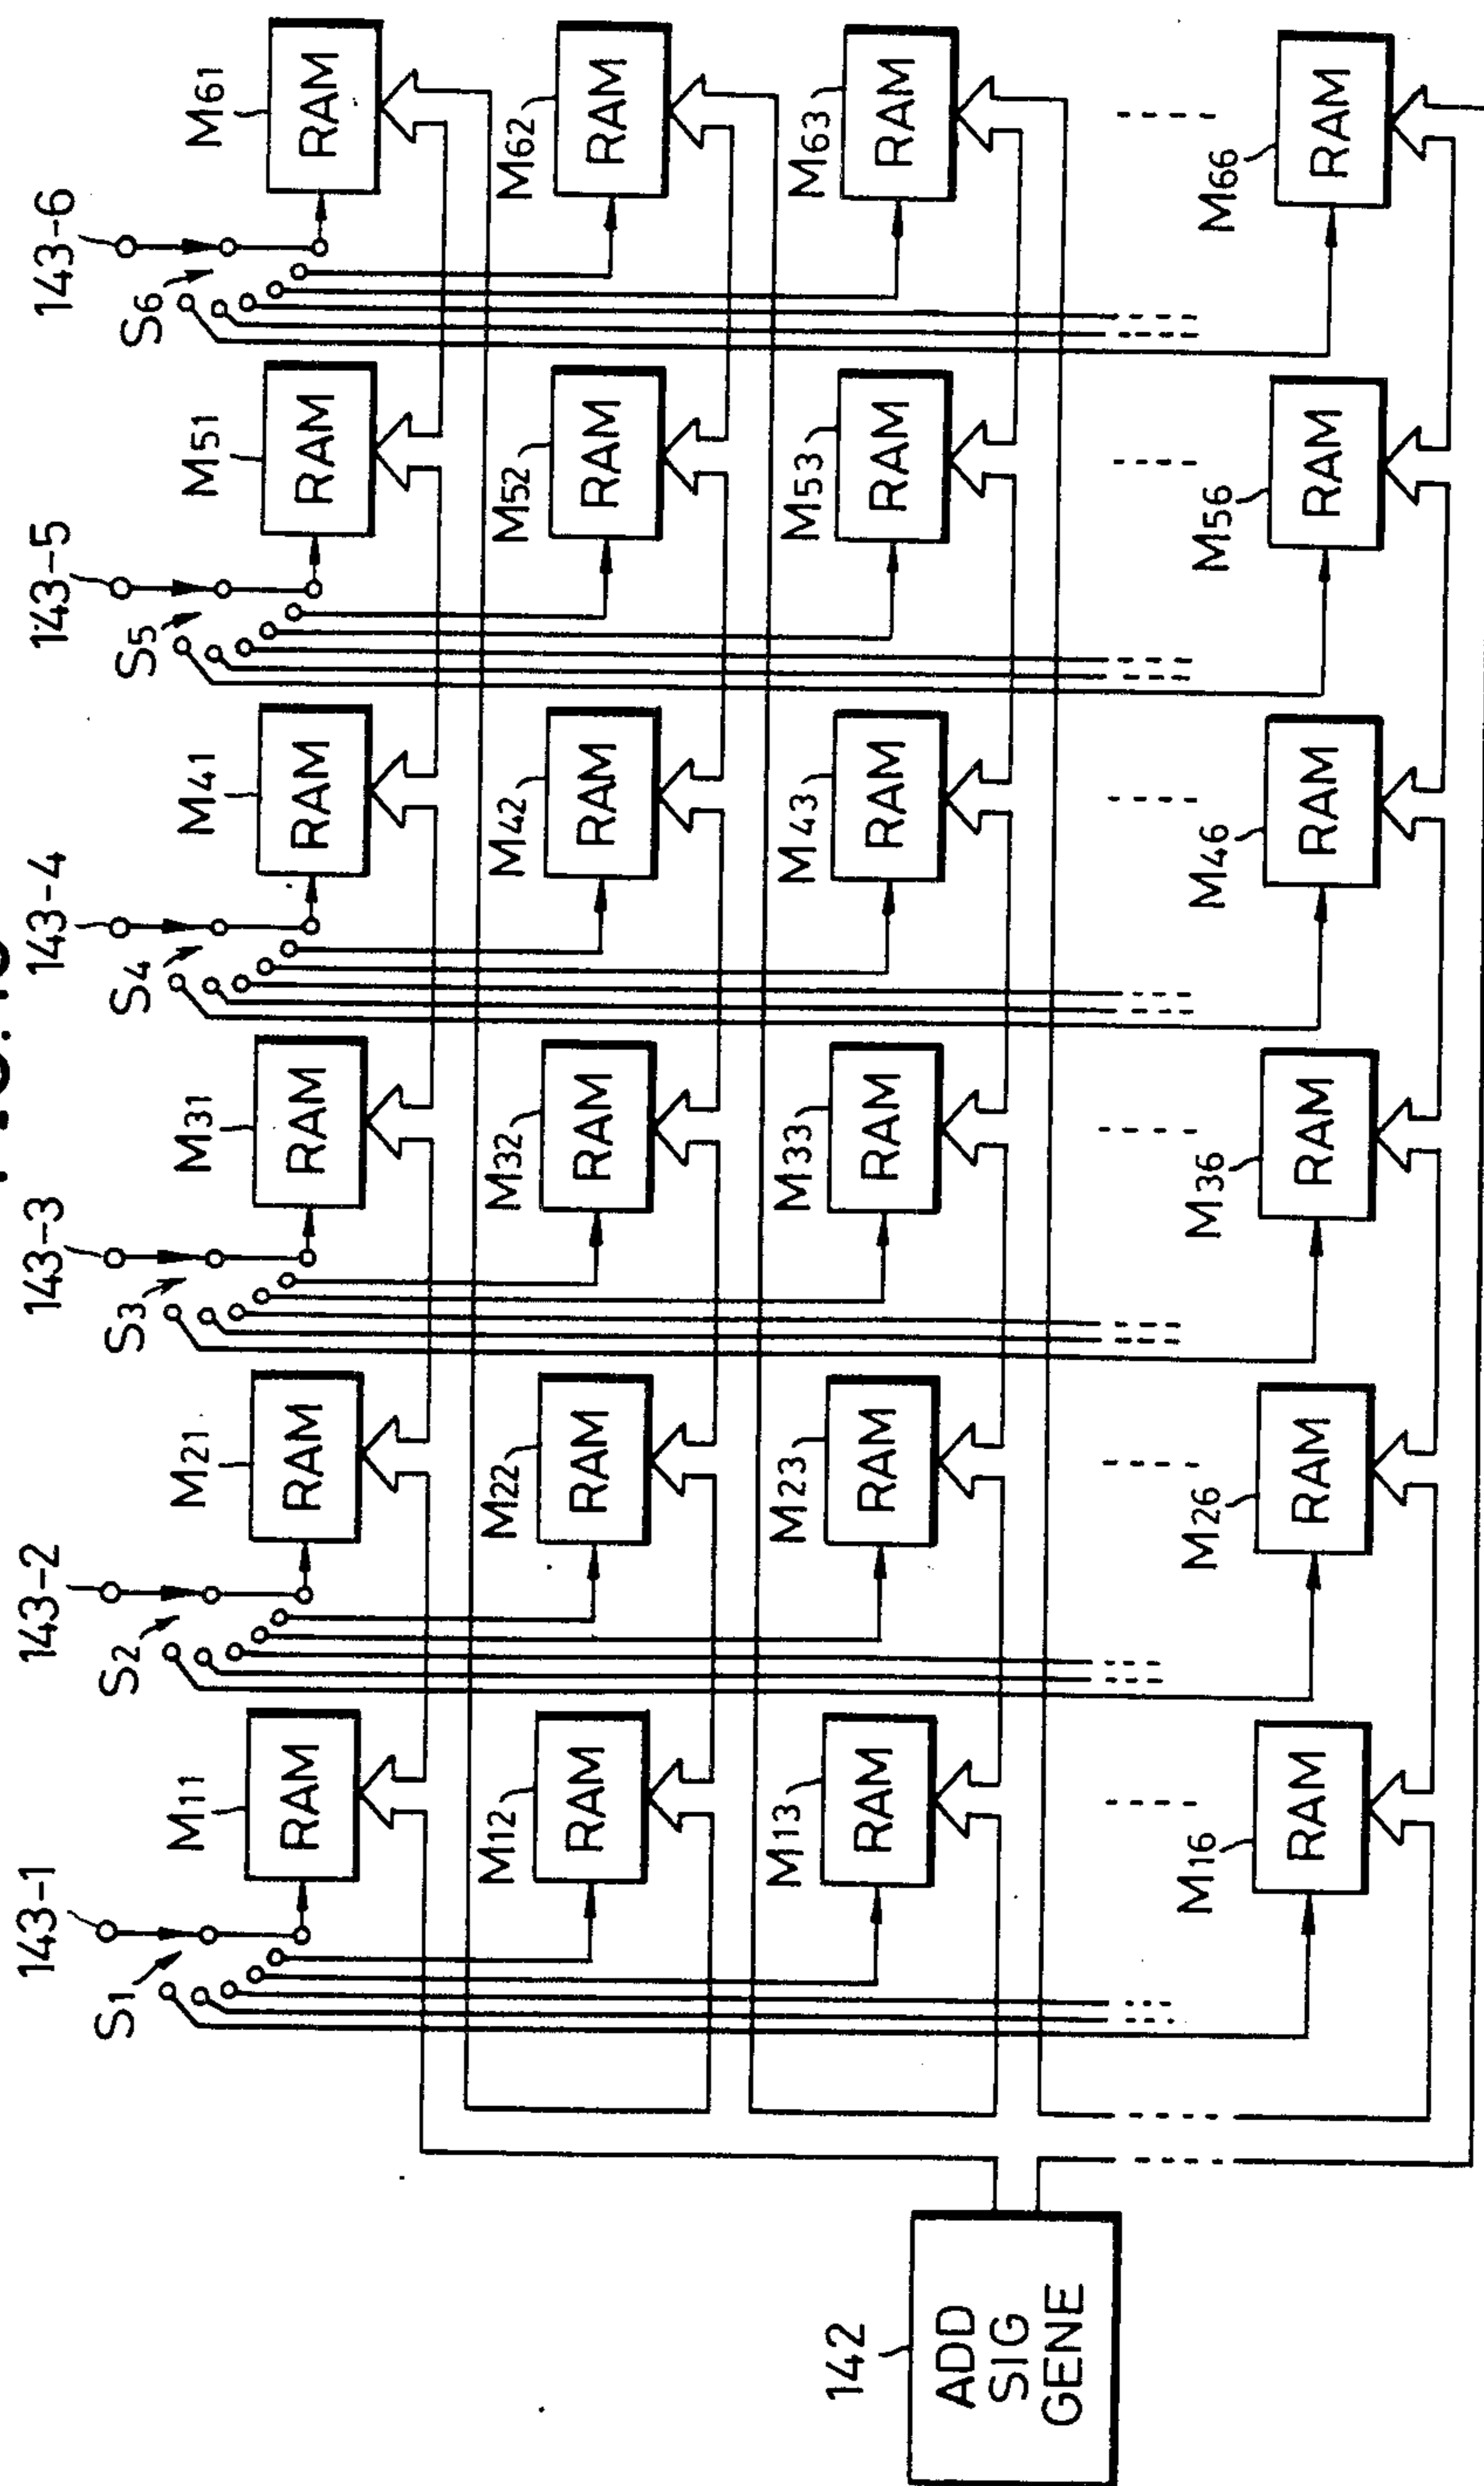 143-1 143-2 143-3 143-4 143-5 143-6
S1 S2 S3 S4 S5 S6
M11 M21 M31 M41 M51 M61
RAM RAM RAM RAM RAM RAM
M12 M22 M32 M42 M52 M62
RAM RAM RAM RAM RAM RAM
M13 M23 M33 M43 M53 M63
RAM RAM RAM RAM RAM RAM
142
ADD
SIG
GENE
M16 M26 M36 M46 M56 M66
RAM RAM RAM RAM RAM RAM